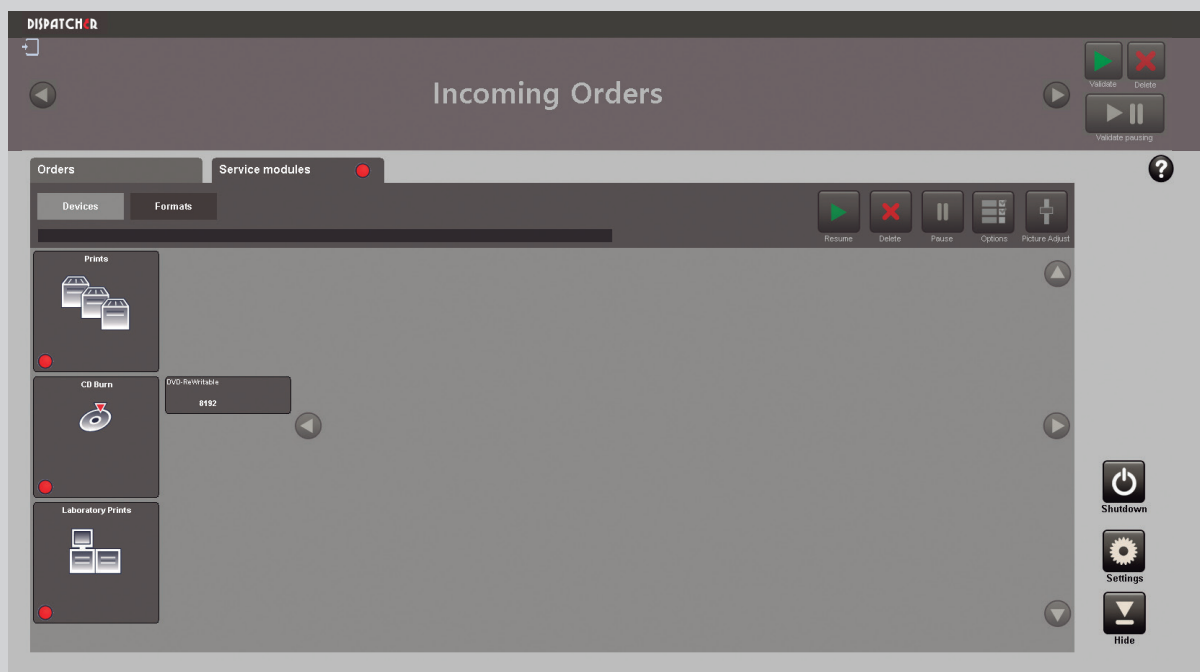 DISPATCHER
Incoming Orders
Validate
Delete
Validate pausing
Orders
Service modules
?
Devices
Formats
Resume
Delete
Pause
Options
Picture Adjust
Prints
CD Burn
DVD-ReWritable
8192
Laboratory Prints
Shutdown
Settings
Hide